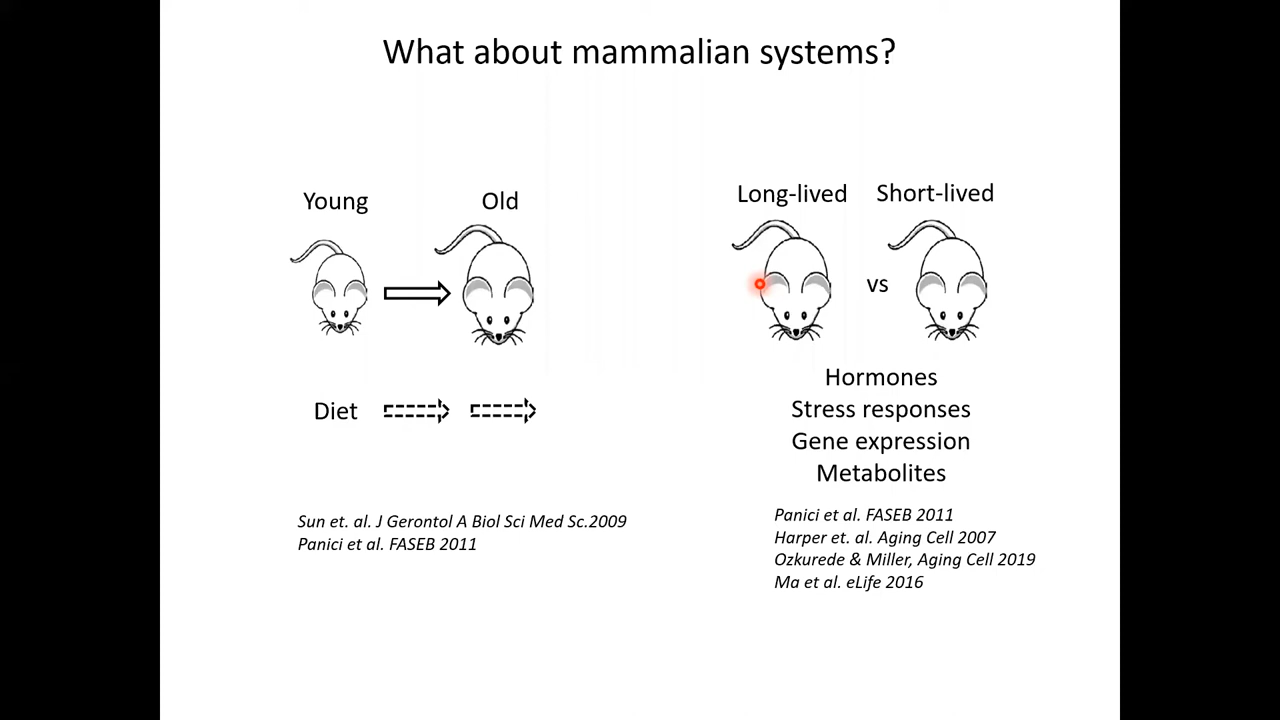 What about mammalian systems?
Young
Old
Diet
Sun et. al. J Gerontol A Biol Sci Med Sc.2009
Panici et al. FASEB 2011
Long-lived
Short-lived
vs
Hormones
Stress responses
Gene expression
Metabolites
Panici et al. FASEB 2011
Harper et. al. Aging Cell 2007
Ozkurede & Miller, Aging Cell 2019
Ma et al. eLife 2016